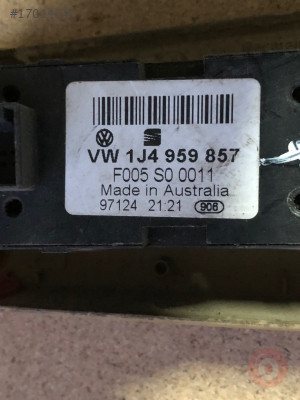 VW 1J4 959 857
F005 S0 0011
Made in Australia
97124 21:21 906